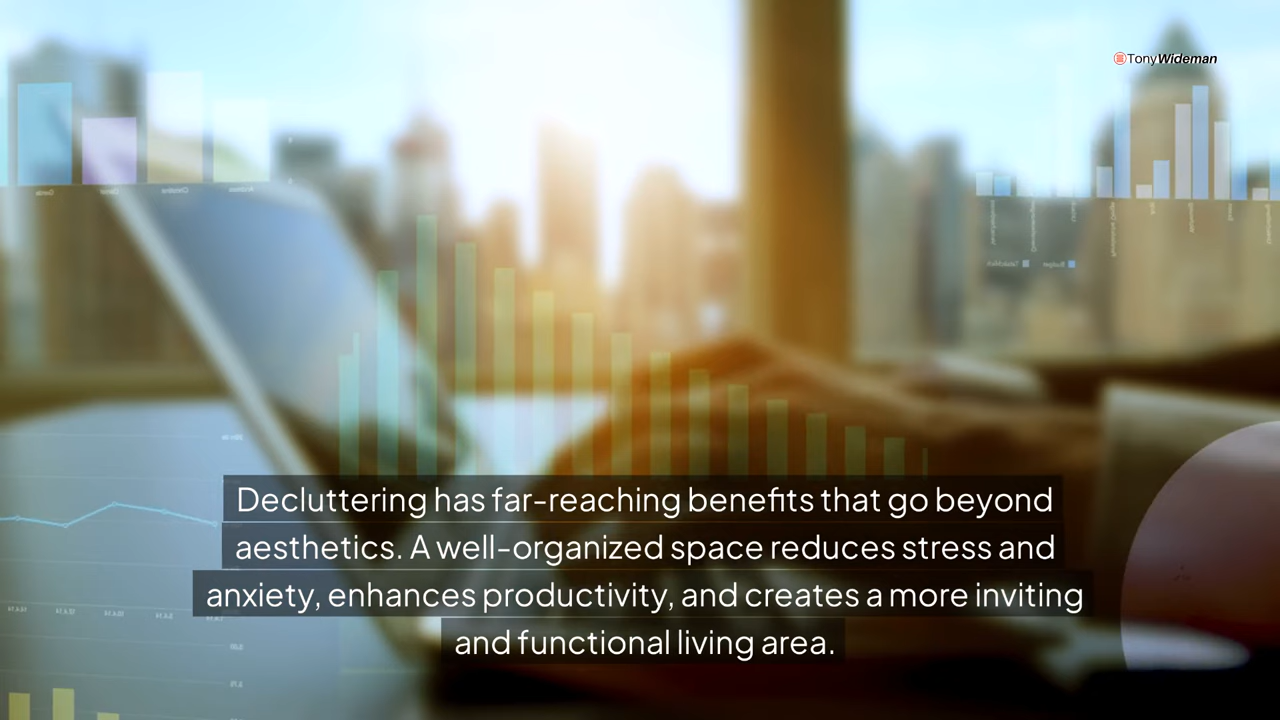 TonyWideman
Decluttering has far-reaching benefits that go beyond
aesthetics. A well-organized space reduces stress and
anxiety, enhances productivity, and creates a more inviting
and functional living area.